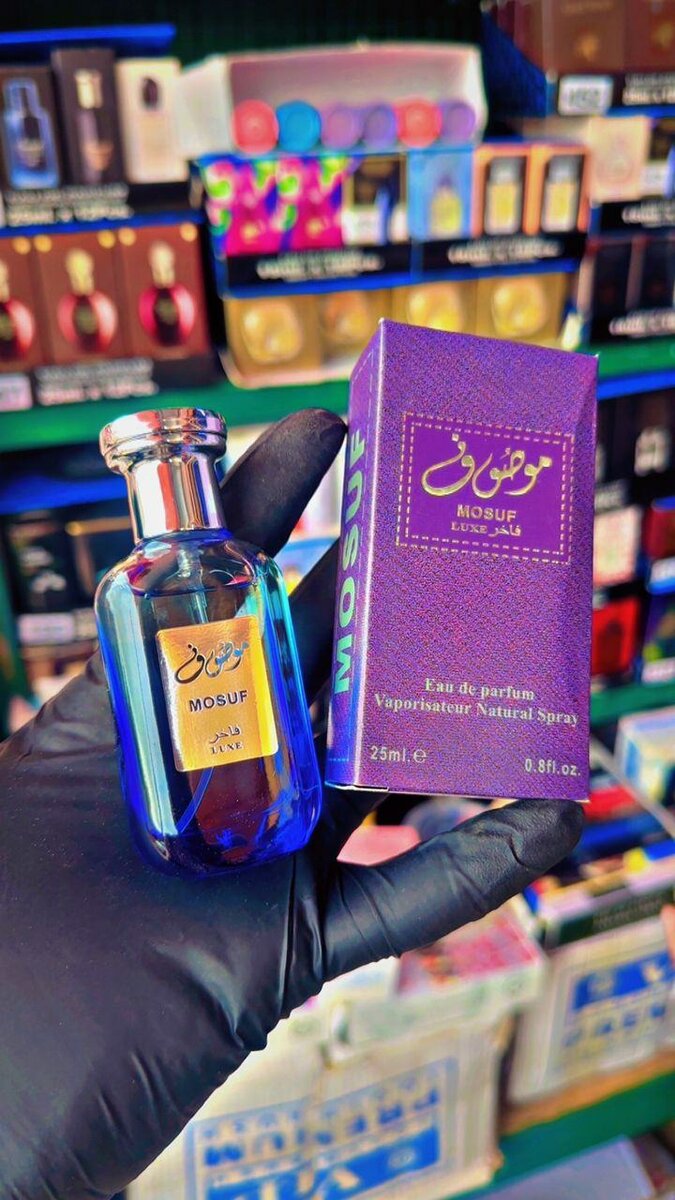 موصوف
MOSUF
فاخر
LUXE
MOSUF
موصوف
MOSUF
LUXE فاخر
Eau de parfum
Vaporisateur Natural Spray
25ml. e
0.8fl.oz.